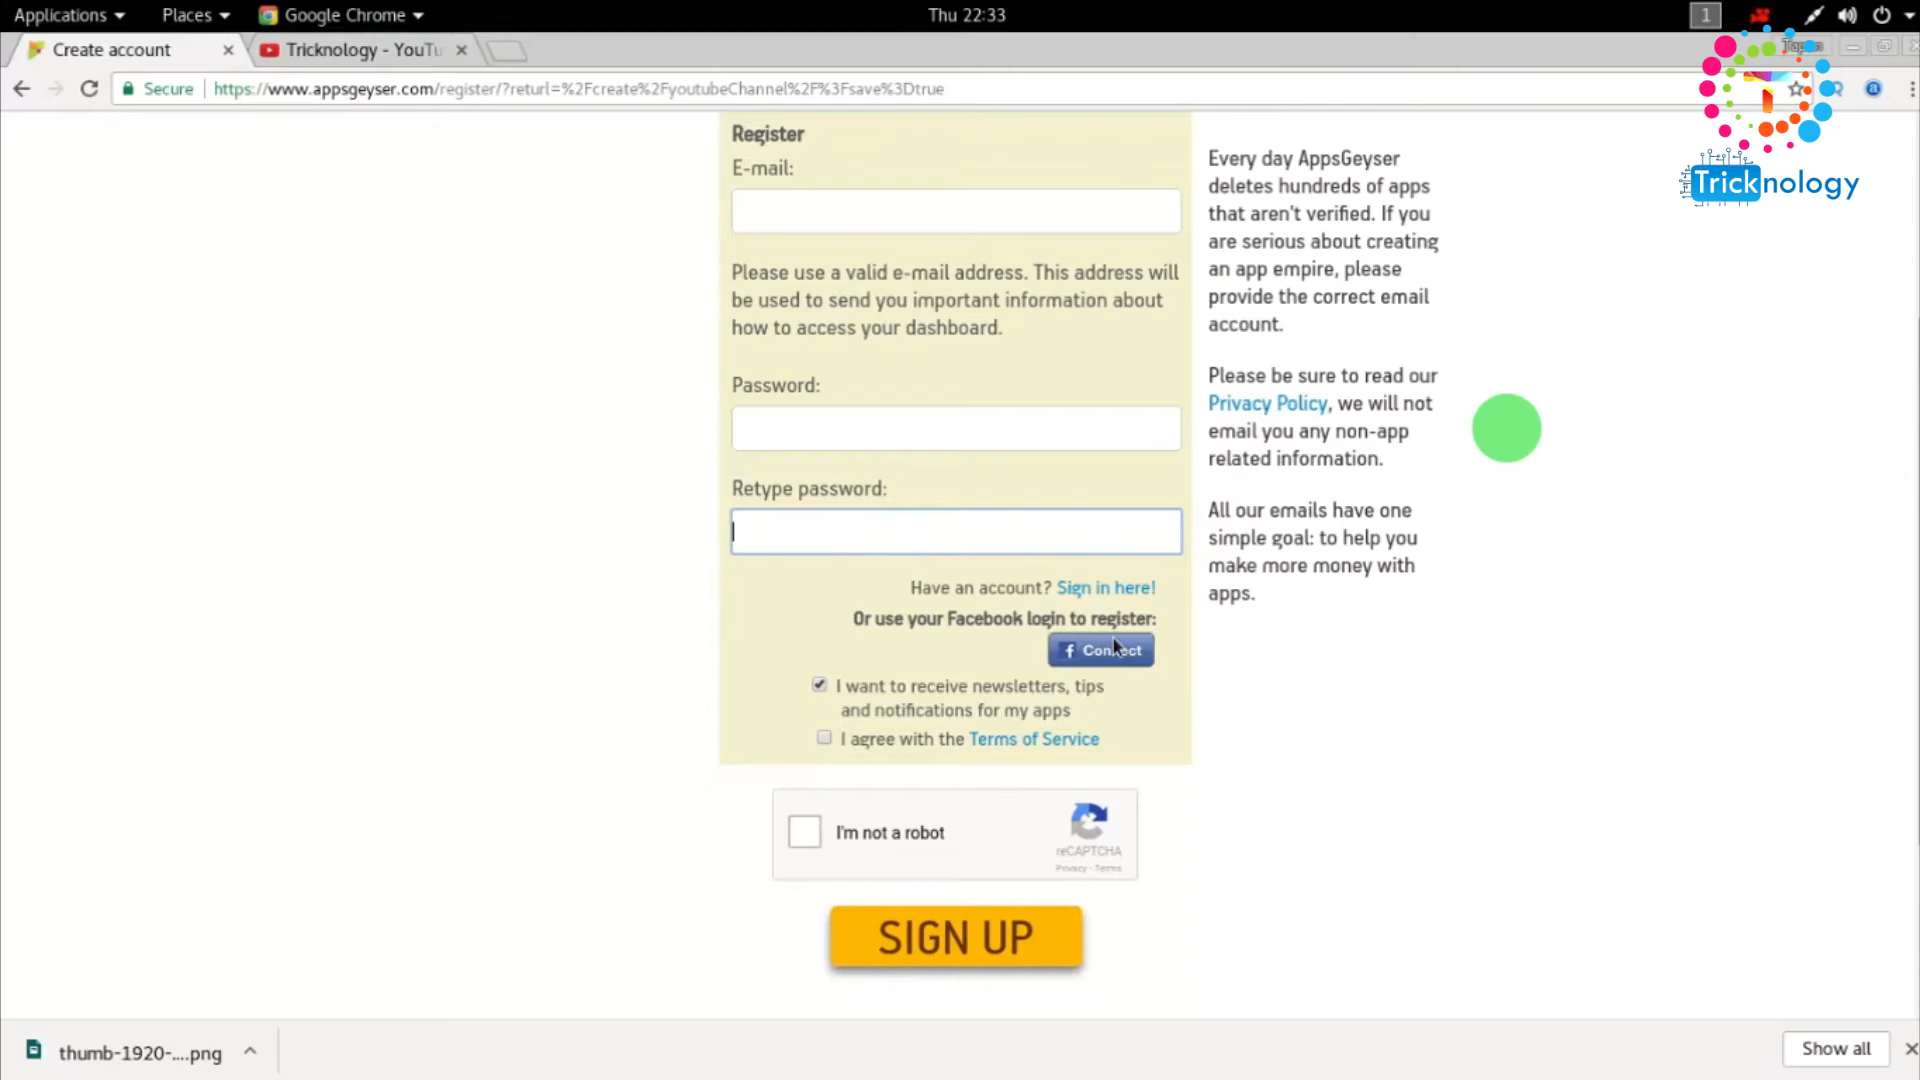 Applications
Places
Google Chrome
Thu 22:33
1
Create account
Tricknology - YouTu
Secure
https://www.appsgeyser.com/register/?returl=%2Fcreate%2FyoutubeChannel%2F%3Fsave%3Dtrue
Tricknology
Register
E-mail:
Please use a valid e-mail address. This address will
be used to send you important information about
how to access your dashboard.
Password:
Retype password:
Have an account? Sign in here!
Or use your Facebook login to register:
f Connect
I want to receive newsletters, tips
and notifications for my apps
I agree with the Terms of Service
I'm not a robot
reCAPTCHA
Privacy - Terms
SIGN UP
Every day AppsGeyser
deletes hundreds of apps
that aren't verified. If you
are serious about creating
an app empire, please
provide the correct email
account.
Please be sure to read our
Privacy Policy, we will not
email you any non-app
related information.
All our emails have one
simple goal: to help you
make more money with
apps.
thumb-1920-....png
Show all